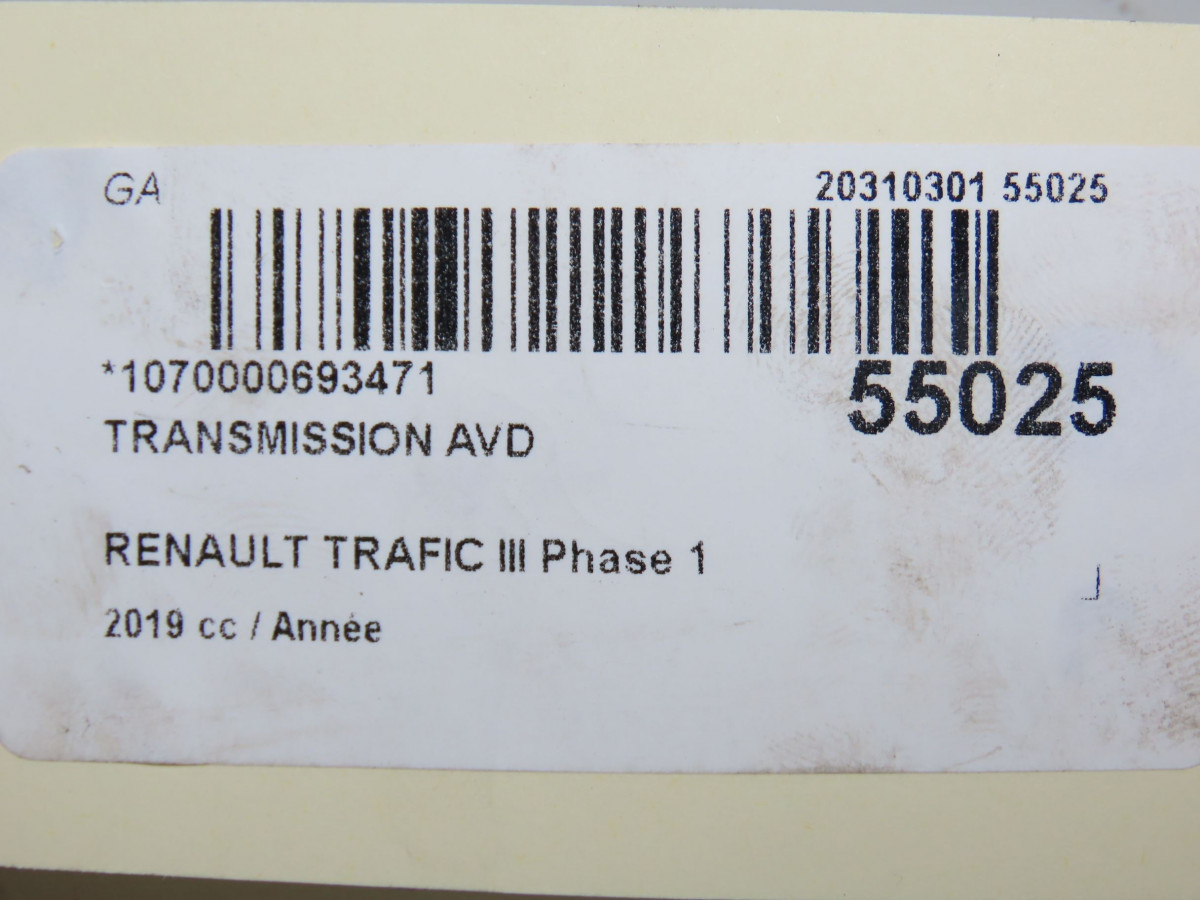 GA
20310301 55025
*1070000693471
55025
TRANSMISSION AVD
RENAULT TRAFIC III Phase 1
2019 cc / Année